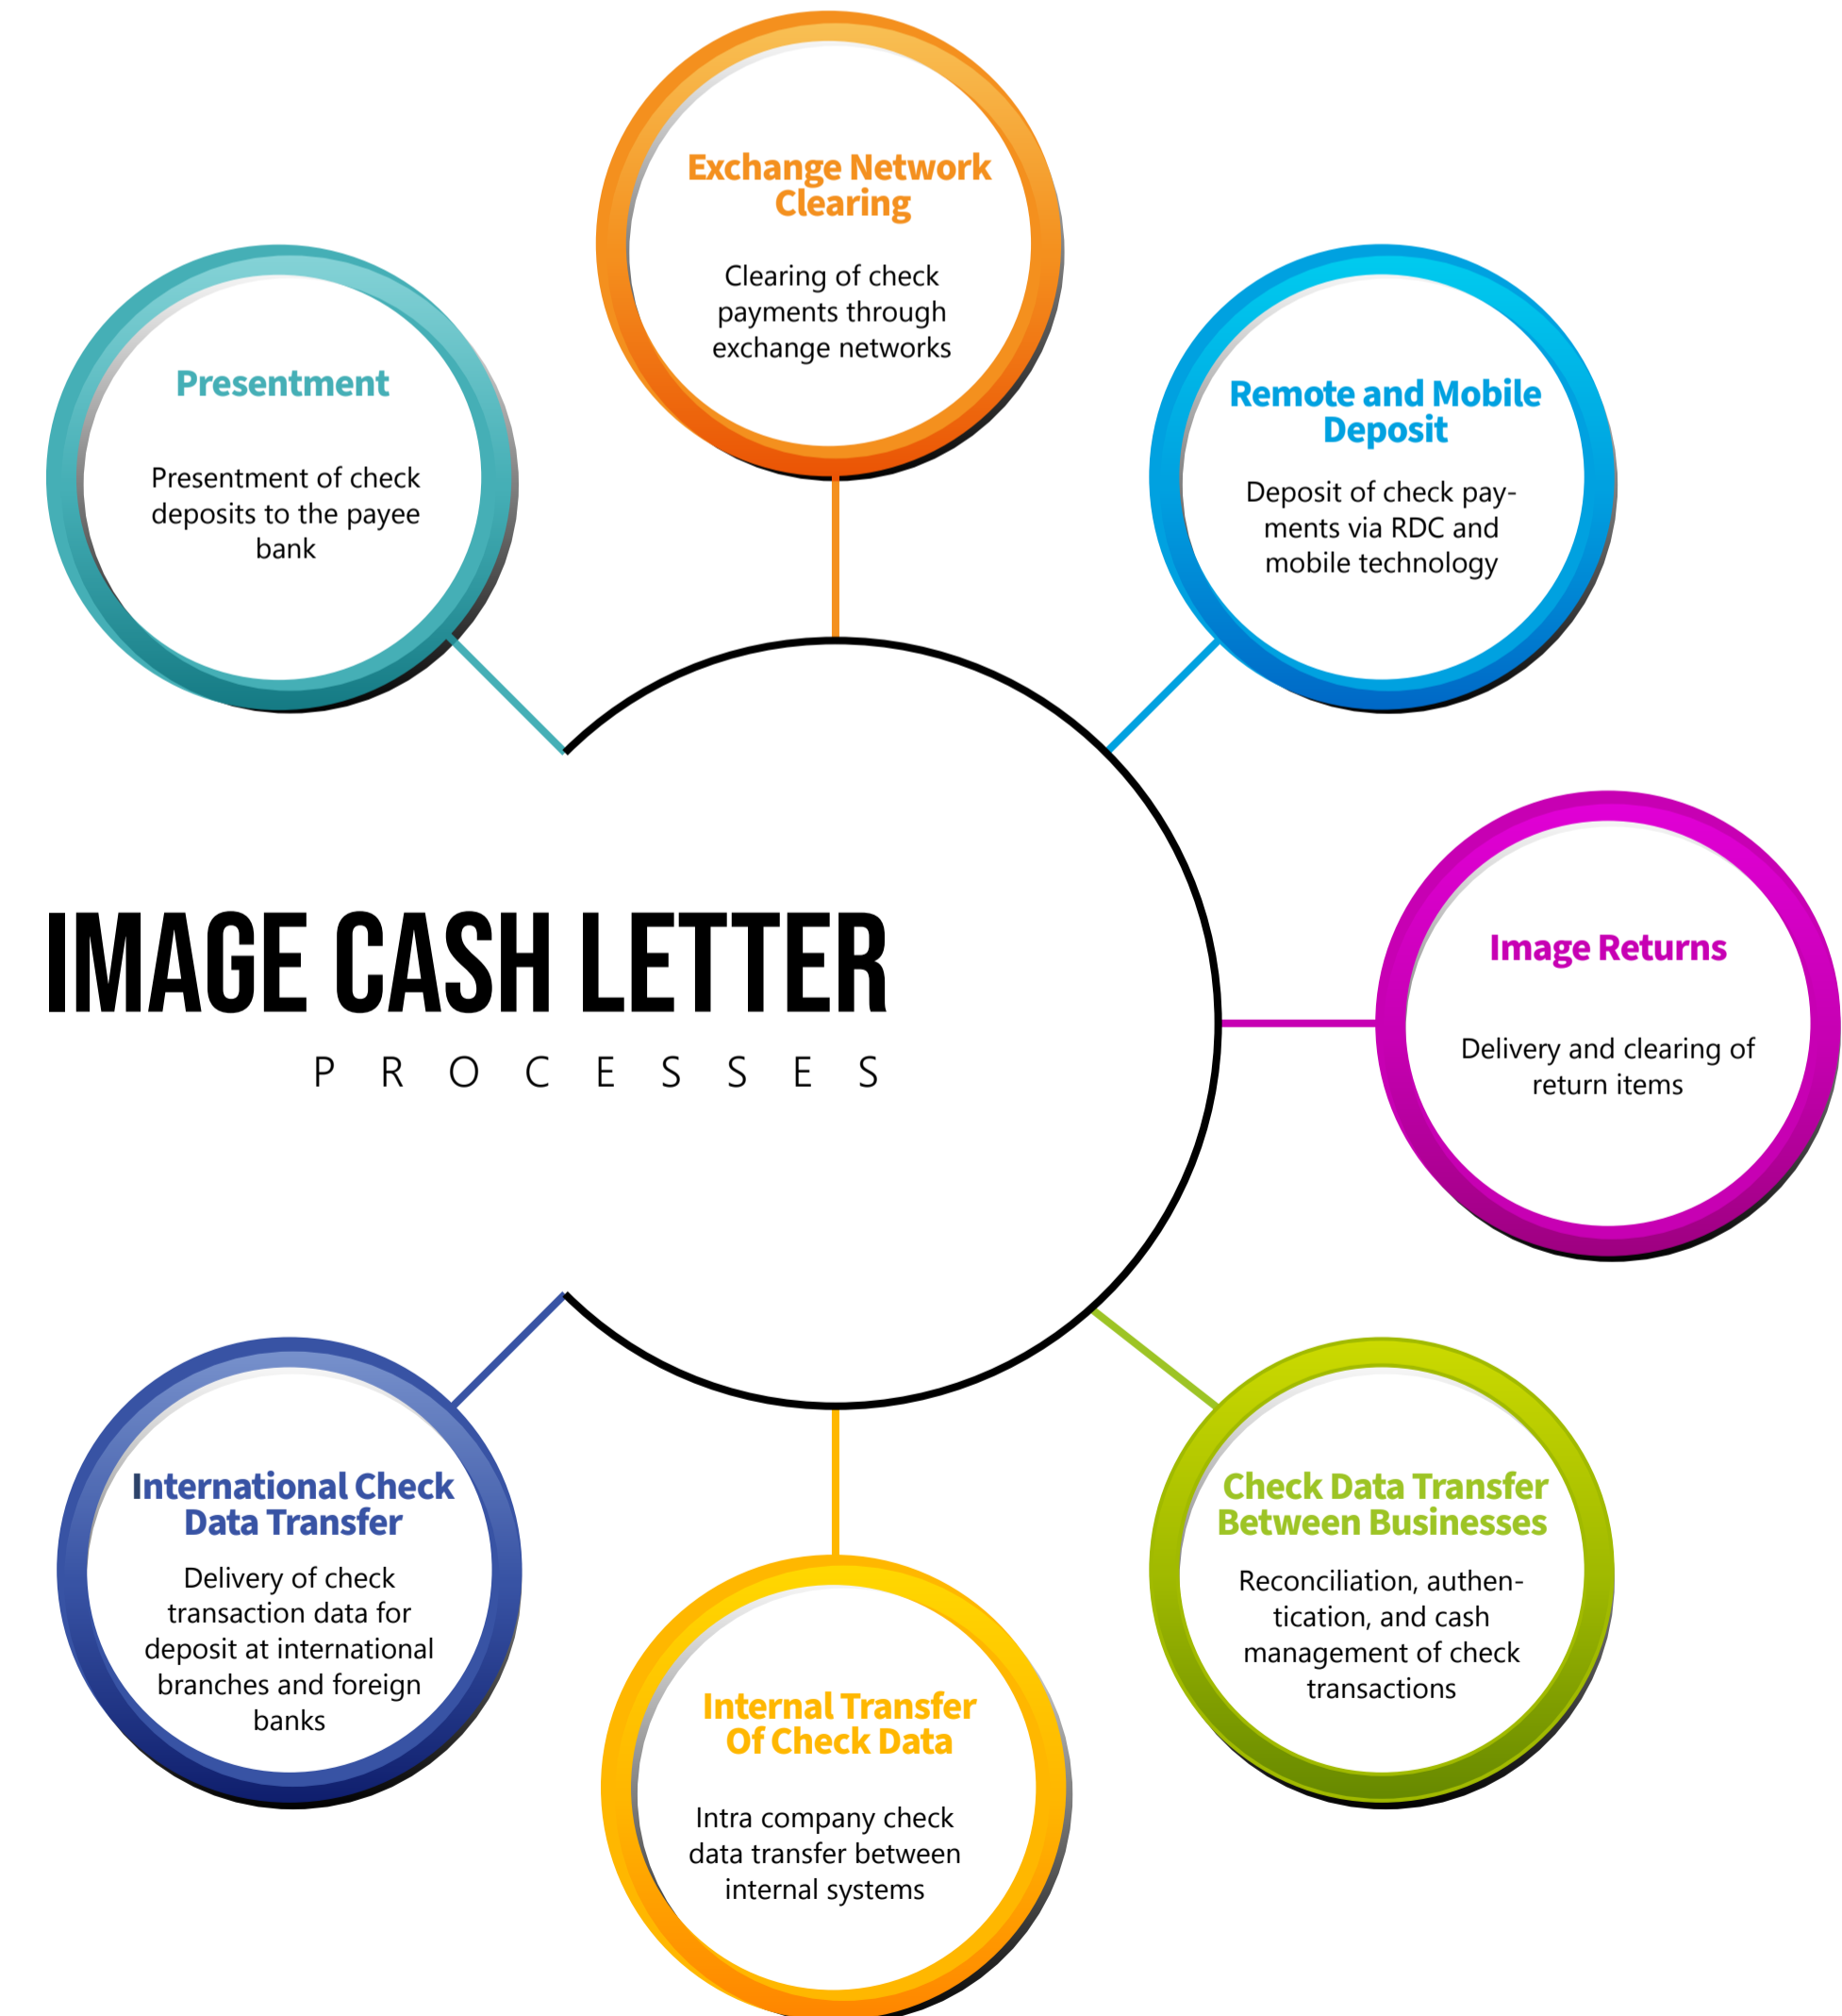 Exchange Network
Clearing
Clearing of check
payments through
exchange networks
Presentment
Presentment of check
deposits to the payee
bank
Remote and Mobile
Deposit
Deposit of check pay-
ments via RDC and
mobile technology
IMAGE CASH LETTER
PROCESSES
Image Returns
Delivery and clearing of
return items
International Check
Data Transfer
Delivery of check
transaction data for
deposit at international
branches and foreign
banks
Check Data Transfer
Between Businesses
Reconciliation, authen-
tication, and cash
management of check
transactions
Internal Transfer
Of Check Data
Intra company check
data transfer between
internal systems